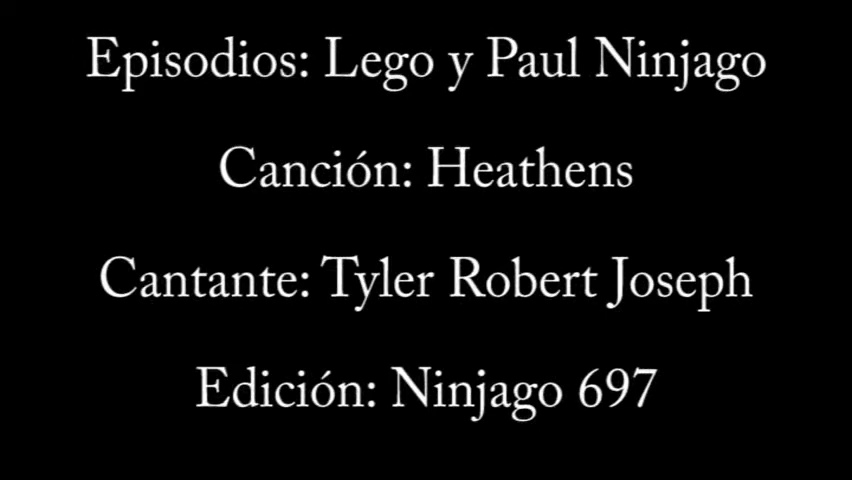 Episodios: Lego y Paul Ninjago
Canción: Heathens
Cantante: Tyler Robert Joseph
Edición: Ninjago 697